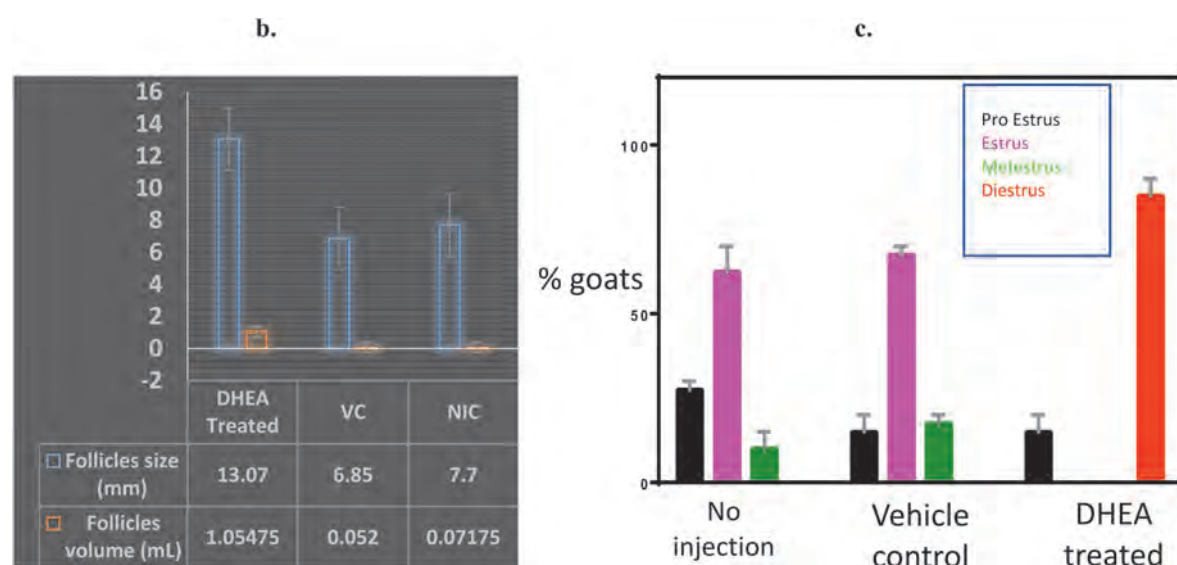 b.
16
14
12
10
8
6
4
2
0
-2
DHEA Treated
VC
NIC
Follicles size (mm)
13.07
6.85
7.7
Follicles volume (mL)
1.05475
0.052
0.07175
c.
% goats
100
50
0
Pro Estrus
Estrus
Metestrus
Diestrus
No injection
Vehicle control
DHEA treated